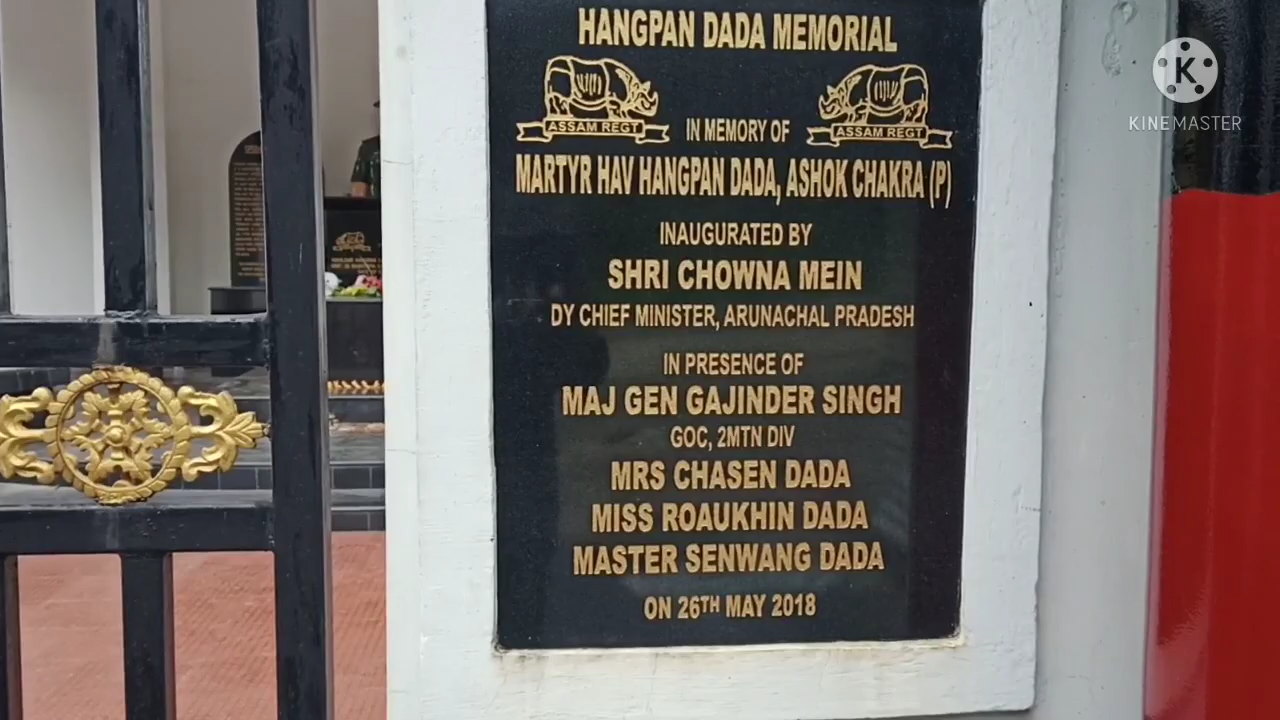 HANGPAN DADA MEMORIAL
ASSAM REGT
ASSAM REGT
IN MEMORY OF
MARTYR HAV HANGPAN DADA, ASHOK CHAKRA (P)
INAUGURATED BY
SHRI CHOWNA MEIN
DY CHIEF MINISTER, ARUNACHAL PRADESH
IN PRESENCE OF
MAJ GEN GAJINDER SINGH
GOC, 2MTN DIV
MRS CHASEN DADA
MISS ROAUKHIN DADA
MASTER SENWANG DADA
ON 26TH MAY 2018
K
KINEMASTER